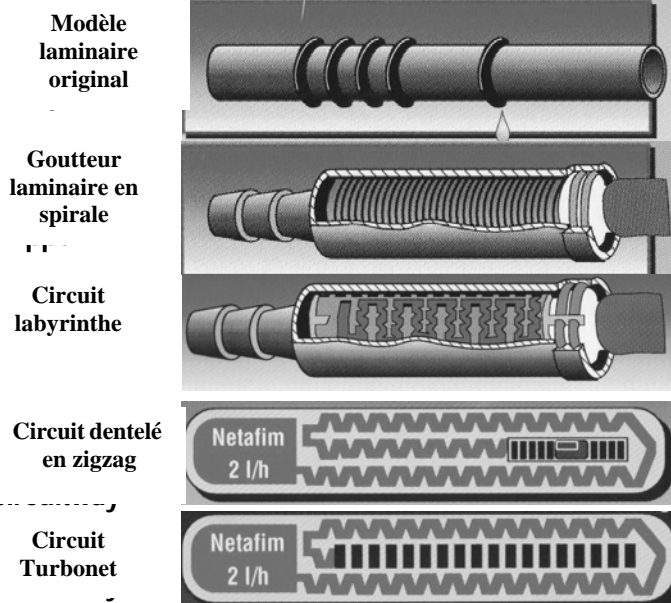 Modèle
laminaire
original
Goutteur
laminaire en
spirale
Circuit
labyrinthe
Circuit dentelé
en zigzag
Netafim
2 l/h
Circuit
Turbonet
Netafim
2 l/h